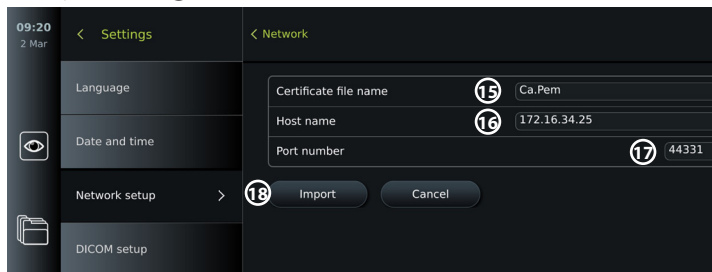 09:20
2 Mar
< Settings
< Network
Language
Date and time
Network setup >
DICOM setup
Certificate file name 15 Ca.Pem
Host name 16 172.16.34.25
Port number 17 44331
18 Import Cancel